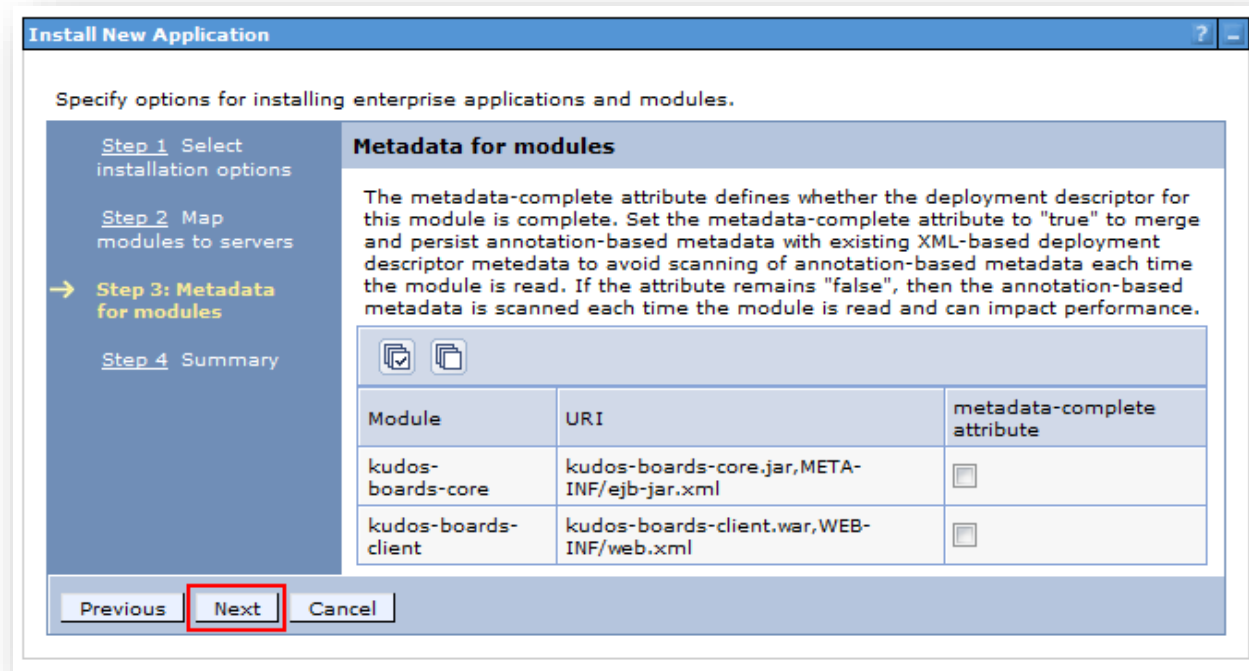 Install New Application
?
Specify options for installing enterprise applications and modules.
Step 1 Select
installation options
Step 2 Map
modules to servers
Step 3: Metadata
for modules
Step 4 Summary
Metadata for modules
The metadata-complete attribute defines whether the deployment descriptor for
this module is complete. Set the metadata-complete attribute to "true" to merge
and persist annotation-based metadata with existing XML-based deployment
descriptor metedata to avoid scanning of annotation-based metadata each time
the module is read. If the attribute remains "false", then the annotation-based
metadata is scanned each time the module is read and can impact performance.
Module URI metadata-complete
attribute
kudos-
boards-core
kudos-boards-core.jar,META-
INF/ejb-jar.xml
kudos-boards-
client
kudos-boards-client.war,WEB-
INF/web.xml
Previous Next Cancel